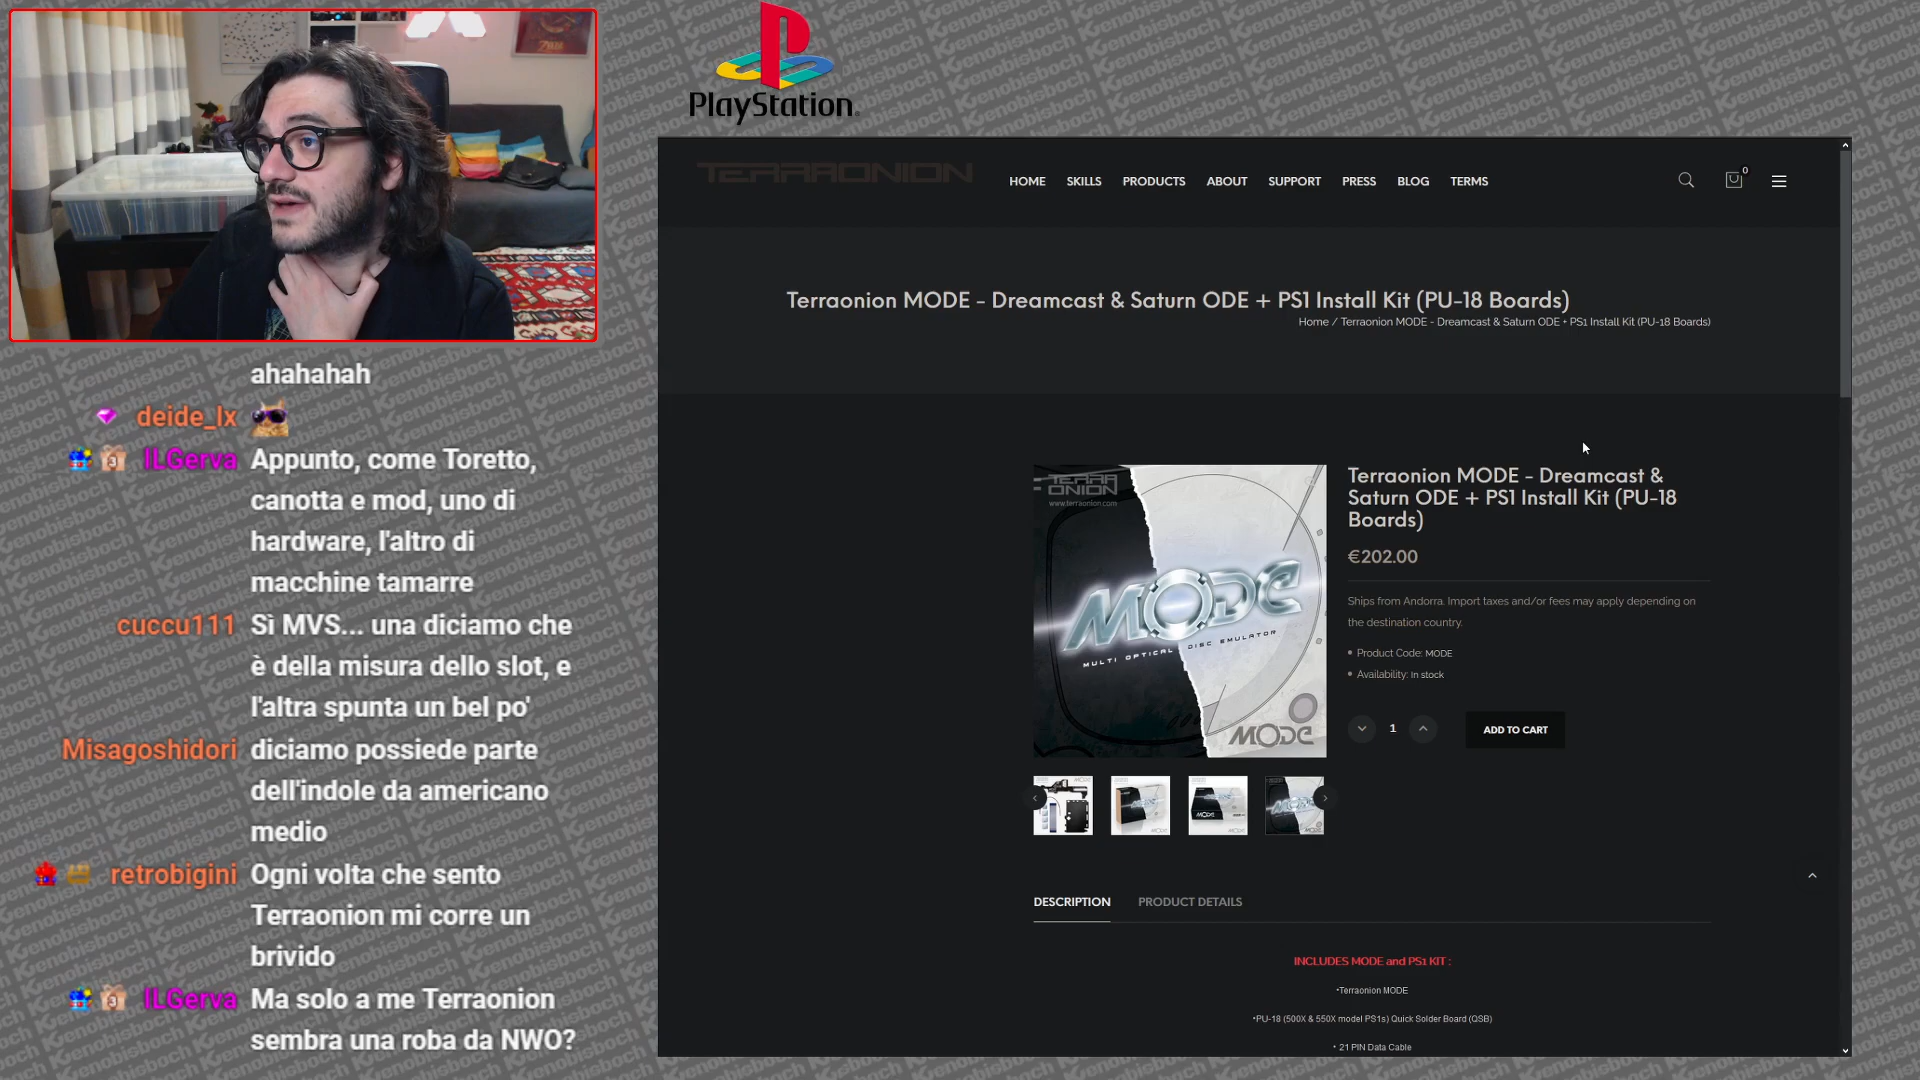 PlayStation
ahahahah
deide_lx
ILGerva Appunto, come Toretto,
canotta e mod, uno di
hardware, l'altro di
macchine tamarre
cuccu111 Sì MVS... una diciamo che
è della misura dello slot, e
l'altra spunta un bel po'
Misagoshidori diciamo possiede parte
dell'indole da americano
medio
retrobigini Ogni volta che sento
Terraonion mi corre un
brivido
ILGerva Ma solo a me Terraonion
sembra una roba da NWO?
TERRAONION
HOME SKILLS PRODUCTS ABOUT SUPPORT PRESS BLOG TERMS
0
Terraonion MODE - Dreamcast & Saturn ODE + PS1 Install Kit (PU-18 Boards)
Home / Terraonion MODE - Dreamcast & Saturn ODE + PS1 Install Kit (PU-18 Boards)
TERRA
ONION
www.terraonion.com
MODE
MULTI OPTICAL DISC EMULATOR
MODE
Terraonion MODE - Dreamcast &
Saturn ODE + PS1 Install Kit (PU-18
Boards)
€202.00
Ships from Andorra. Import taxes and/or fees may apply depending on
the destination country.
• Product Code: MODE
• Availability: In stock
1
ADD TO CART
DESCRIPTION PRODUCT DETAILS
INCLUDES MODE and PS1 KIT :
•Terraonion MODE
•PU-18 (500X & 550X model PS1s) Quick Solder Board (QSB)
• 21 PIN Data Cable
Kenobisboch